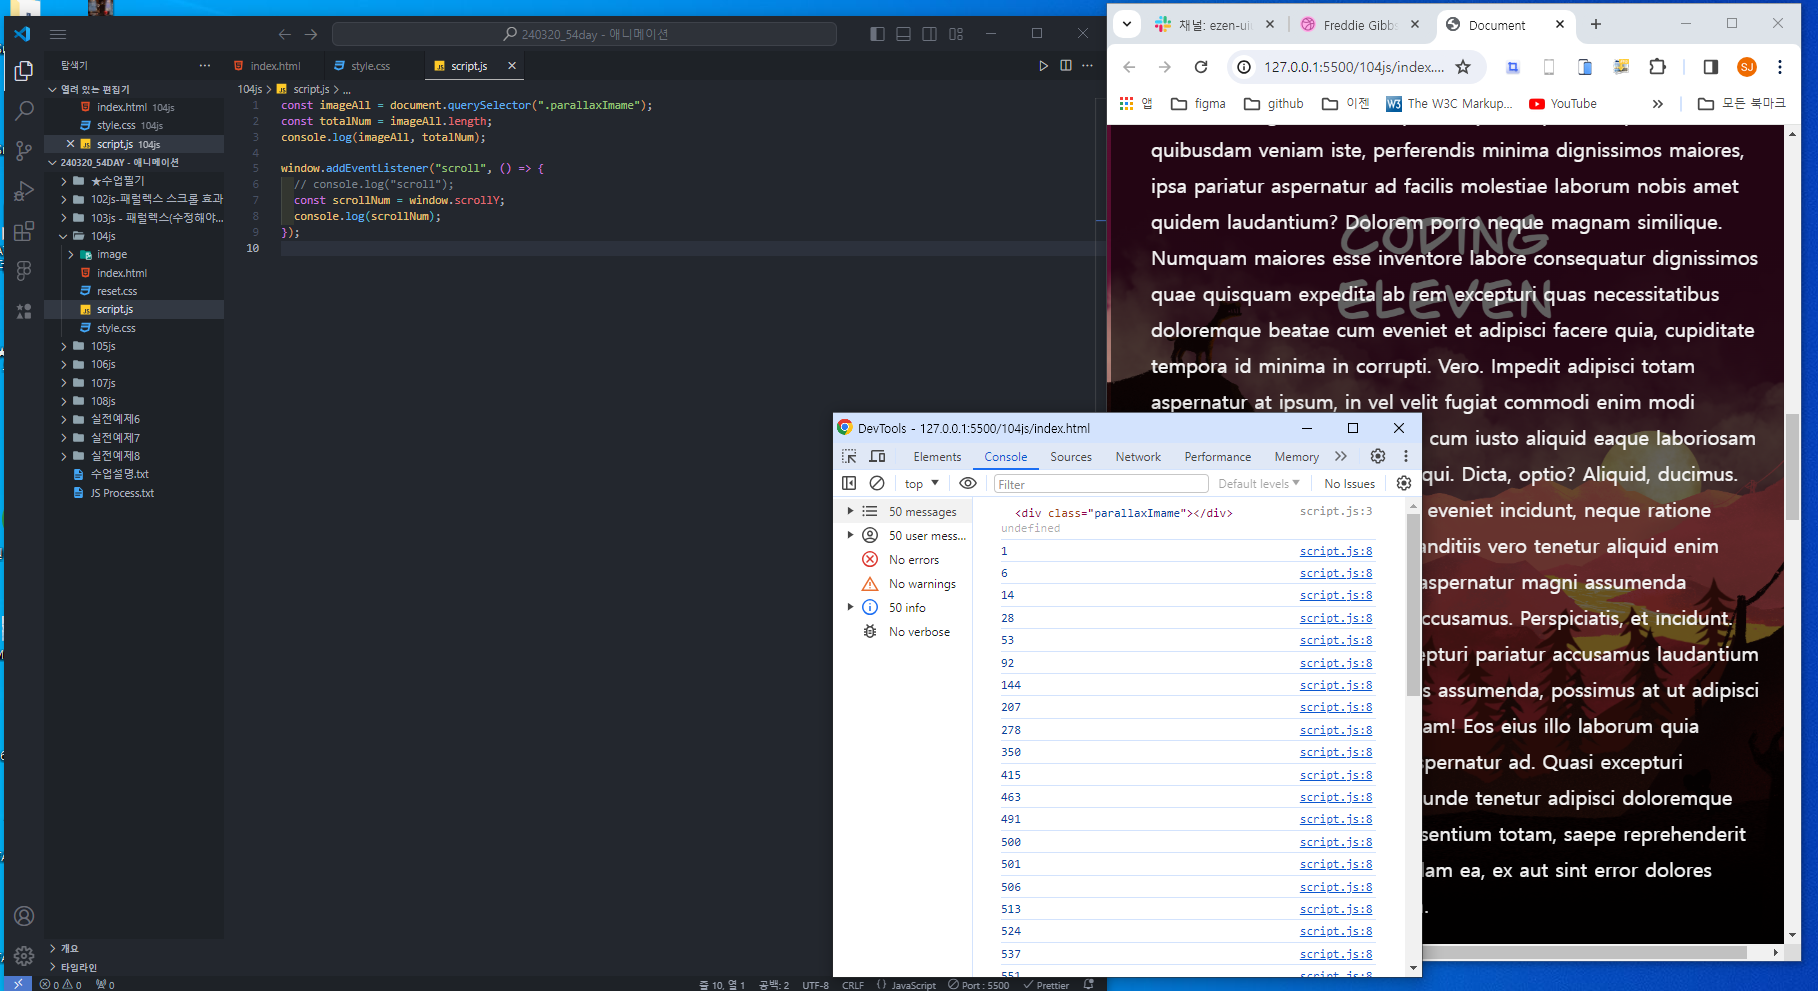 240320_54day - 애니메이션
탐색기
열려 있는 편집기
index.html 104js
style.css 104js
script.js 104js
240320_54DAY - 애니메이션
★수업필기
102js-패럴렉스 스크롤 효과
103js - 패럴렉스(수정해야...
104js
image
index.html
reset.css
script.js
style.css
105js
106js
107js
108js
실전예제6
실전예제7
실전예제8
수업설명.txt
JS Process.txt
개요
타임라인
index.html
style.css
script.js
104js > script.js > ...
1 const imageAll = document.querySelector(".parallaxImame");
2 const totalNum = imageAll.length;
3 console.log(imageAll, totalNum);
4
5 window.addEventListener("scroll", () => {
6 // console.log("scroll");
7 const scrollNum = window.scrollY;
8 console.log(scrollNum);
9 });
10
0 0 0
줄 10, 열 1 공백: 2 UTF-8 CRLF {} JavaScript Port : 5500 Prettier
채널: ezen-ui
Freddie Gibbs
Document
127.0.0.1:5500/104js/index....
SJ
앱 figma github 이젠 The W3C Markup... YouTube » 모든 북마크
quibusdam veniam iste, perferendis minima dignissimos maiores,
ipsa pariatur aspernatur ad facilis molestiae laborum nobis amet
quidem laudantium? Dolorem porro neque magnam similique.
Numquam maiores esse inventore labore consequatur dignissimos
quae quisquam expedita ab rem excepturi quas necessitatibus
doloremque beatae cum eveniet et adipisci facere quia, cupiditate
tempora id minima in corrupti. Vero. Impedit adipisci totam
aspernatur at ipsum, in vel velit fugiat commodi enim modi
cum iusto aliquid eaque laboriosam
qui. Dicta, optio? Aliquid, ducimus.
eveniet incidunt, neque ratione
anditiis vero tenetur aliquid enim
aspernatur magni assumenda
ccusamus. Perspiciatis, et incidunt.
epturi pariatur accusamus laudantium
s assumenda, possimus at ut adipisci
am! Eos eius illo laborum quia
spernatur ad. Quasi excepturi
unde tenetur adipisci doloremque
sentium totam, saepe reprehenderit
lam ea, ex aut sint error dolores
CODING
ELEVEN
DevTools - 127.0.0.1:5500/104js/index.html
Elements Console Sources Network Performance Memory »
top Filter Default levels No Issues
50 messages
50 user mess...
No errors
No warnings
50 info
No verbose
<div class="parallaxImame"></div> script.js:3
undefined
1 script.js:8
6 script.js:8
14 script.js:8
28 script.js:8
53 script.js:8
92 script.js:8
144 script.js:8
207 script.js:8
278 script.js:8
350 script.js:8
415 script.js:8
463 script.js:8
491 script.js:8
500 script.js:8
501 script.js:8
506 script.js:8
513 script.js:8
524 script.js:8
537 script.js:8
551 script.js:8